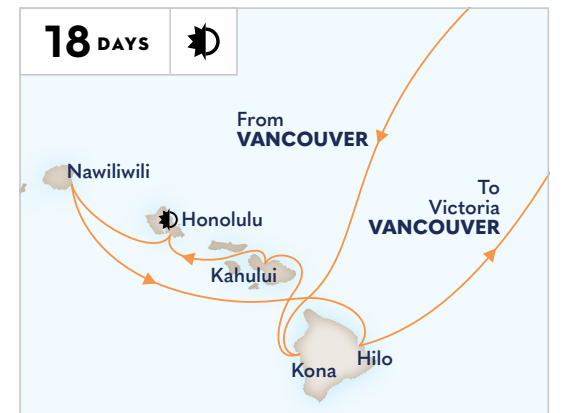 18 DAYS
From
VANCOUVER
Nawiliwili
To
Victoria
VANCOUVER
Honolulu
Kahului
Kona
Hilo